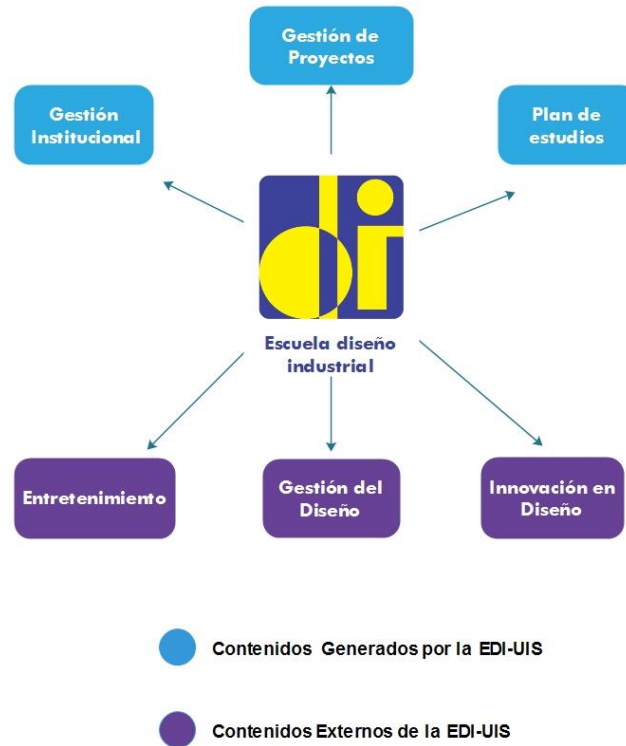 Gestión de
Proyectos
Gestión
Institucional
Plan de
estudios
di
Escuela diseño
industrial
Entretenimiento
Gestión del
Diseño
Innovación en
Diseño
Contenidos Generados por la EDI-UIS
Contenidos Externos de la EDI-UIS